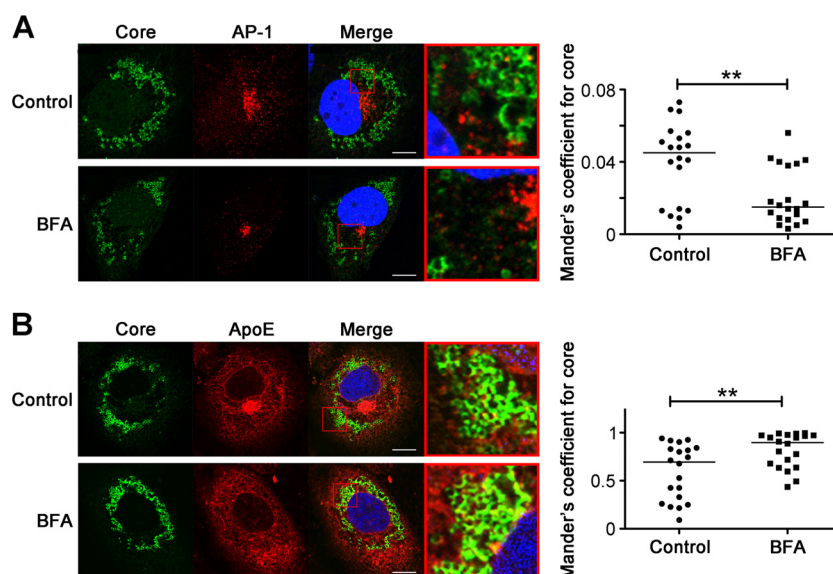 A
Core AP-1 Merge
Control
BFA
Mander's coefficient for core
0.08
0.04
0
**
Control BFA
B
Core ApoE Merge
Control
BFA
Mander's coefficient for core
1
0.5
0
**
Control BFA